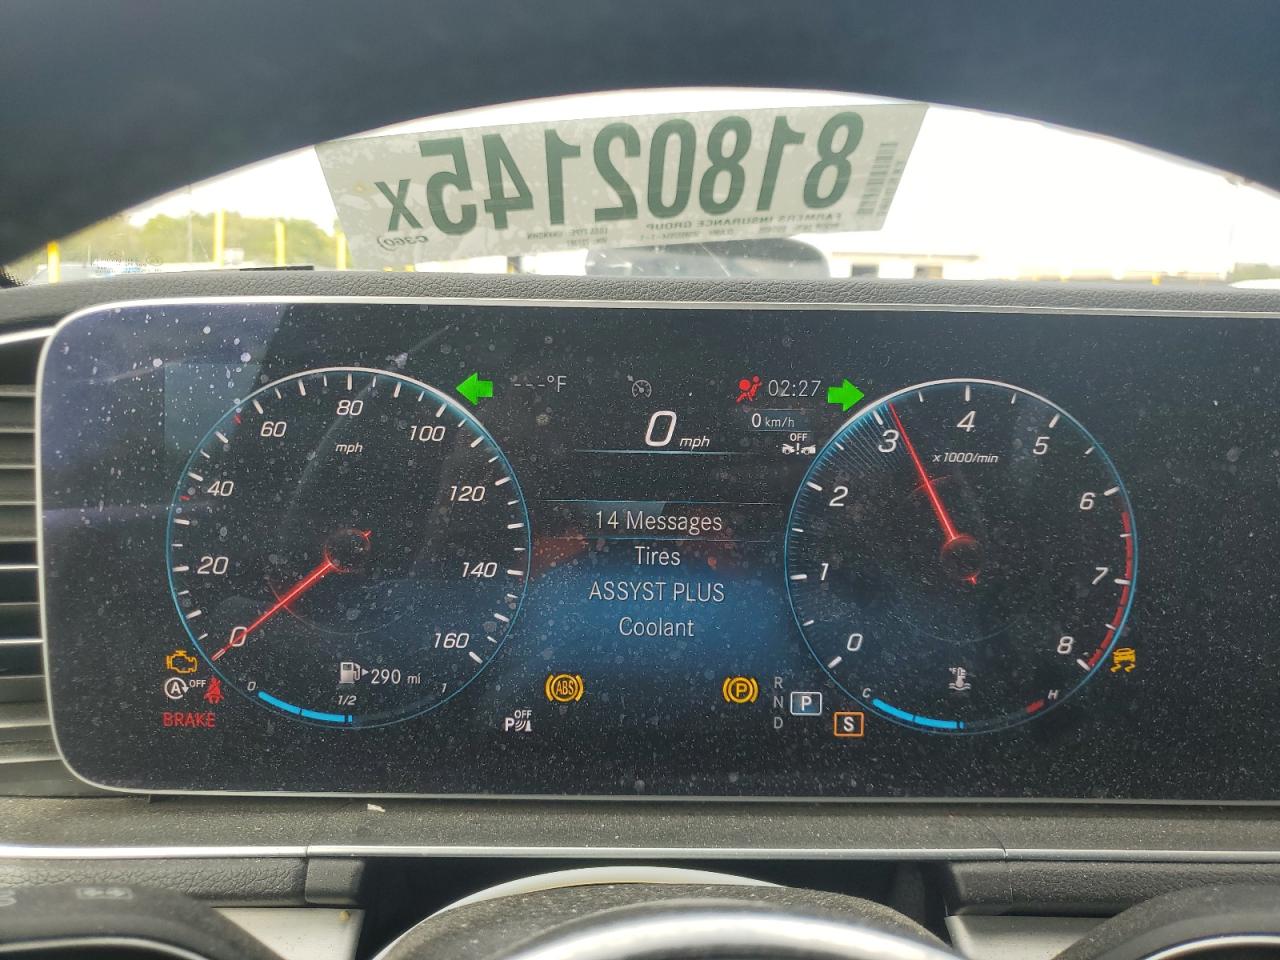 81802145X
FARMERS INSURANCE GROUP
C360
---°F
02:27
0 mph
0 km/h
OFF
80
60
100
mph
40
120
20
140
0
160
290 mi
0
1/2
1
14 Messages
Tires
ASSYST PLUS
Coolant
4
3
5
x1000/min
2
6
1
7
0
8
°F
C
H
A OFF
BRAKE
OFF
P
ABS
P
R
N
P
D
S